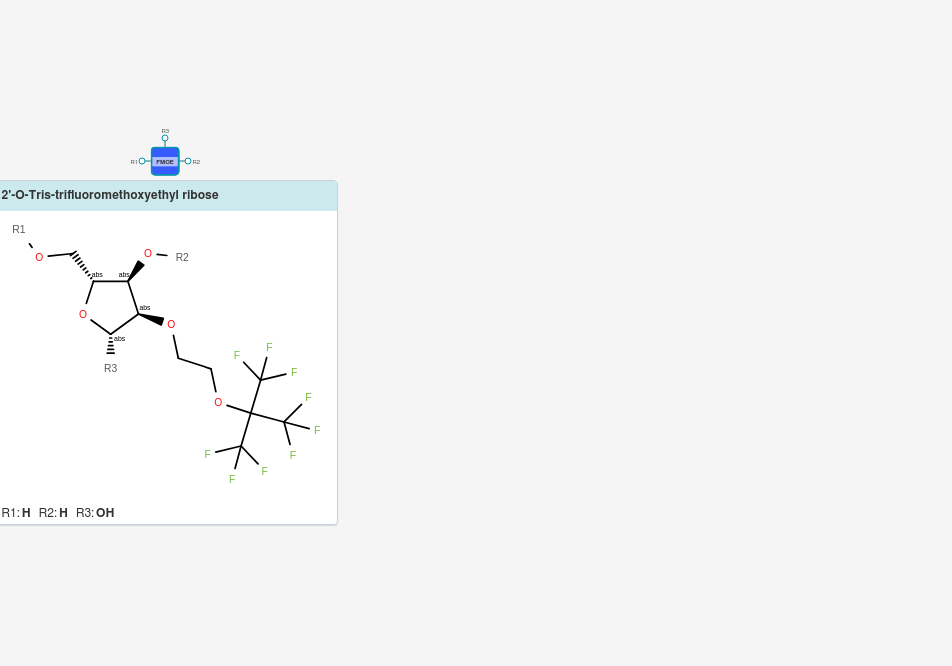 R3
R1 FMOE R2
2'-O-Tris-trifluoromethoxyethyl ribose
R1
O O R2
abs abs
abs
O O
abs
R3
F F
F
O F
F
F F
F F
R1: H R2: H R3: OH